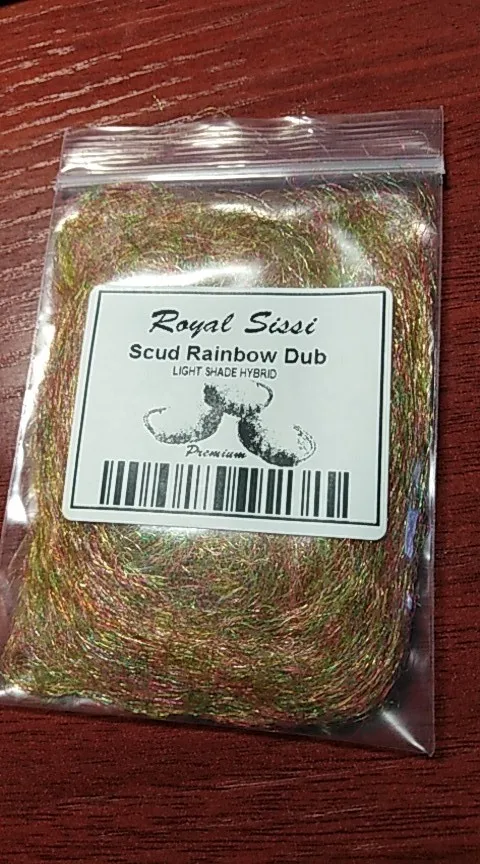 Royal Sissi
Scud Rainbow Dub
LIGHT SHADE HYBRID
Premium